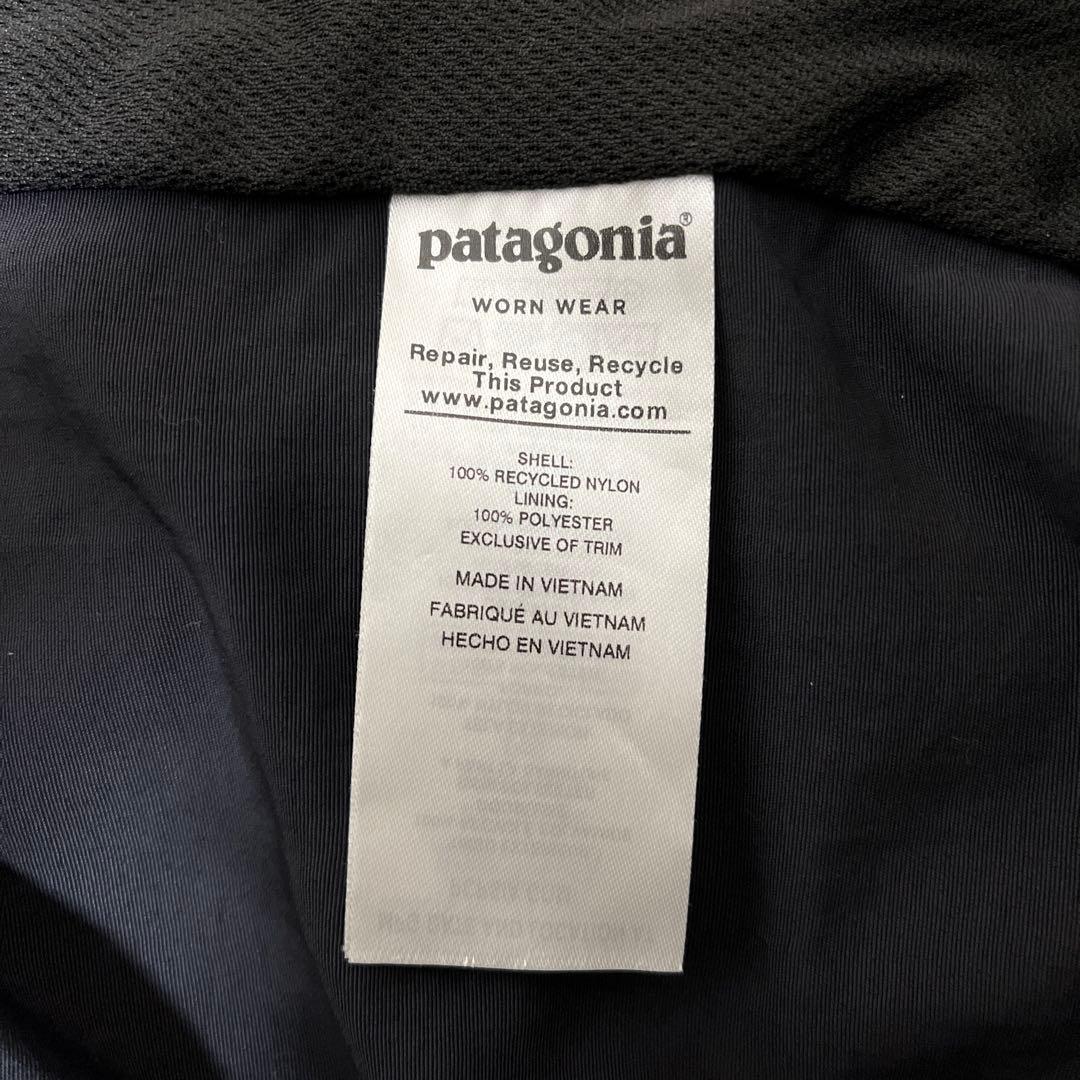 patagonia®
WORN WEAR
Repair, Reuse, Recycle
This Product
www.patagonia.com
SHELL:
100% RECYCLED NYLON
LINING:
100% POLYESTER
EXCLUSIVE OF TRIM
MADE IN VIETNAM
FABRIQUÉ AU VIETNAM
HECHO EN VIETNAM